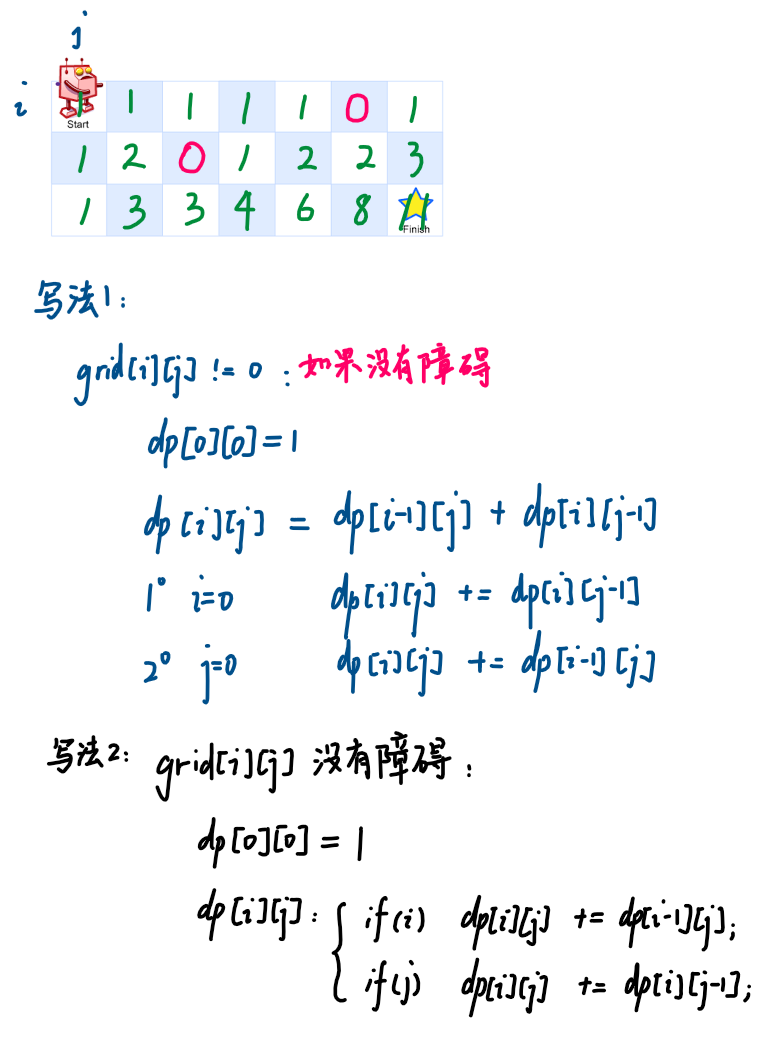 j
i 1 1 1 1 1 0 1
Start
1 2 0 1 2 2 3
1 3 3 4 6 8 11
Finish
写法1:
grid[i][j] != 0 : 如果没有障碍
dp[0][0] = 1
dp[i][j] = dp[i-1][j] + dp[i][j-1]
1° i=0 dp[i][j] += dp[i][j-1]
2° j=0 dp[i][j] += dp[i-1][j]
写法2: grid[i][j] 没有障碍:
dp[0][0] = 1
dp[i][j]: { if(i) dp[i][j] += dp[i-1][j];
if(j) dp[i][j] += dp[i][j-1];